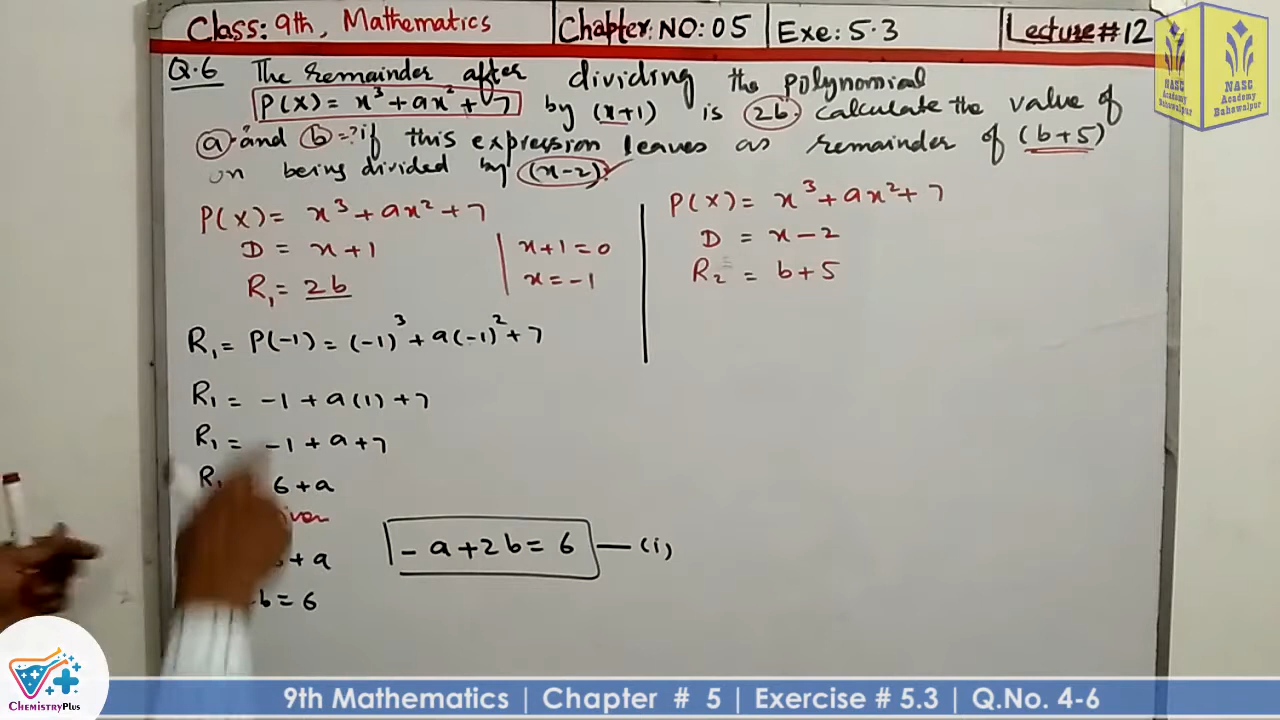 Class: 9th, Mathematics
Chapter: NO: 05
Exe: 5.3
Lecture # 12
NASC
Academy
Bahawalpur
NASC
Academy
Bahawalpur
Q.6 The remainder after dividing the polynomial
P(X) = x³ + ax² + 7 by (x+1) is 2b. Calculate the value of
a and b =? if this expression leaves as remainder of (b+5)
on being divided by (x-2).
P(X) = x³ + ax² + 7
D = x + 1
R₁ = 2b
x+1=0
x=-1
R₁ = P(-1) = (-1)³ + a(-1)² + 7
R₁ = -1 + a(1) + 7
R₁ = -1 + a + 7
R₁ 6 + a
+ a
b = 6
- a + 2b = 6 — (i)
P(X) = x³ + ax² + 7
D = x - 2
R₂ = b + 5
ChemistryPlus
9th Mathematics | Chapter # 5 | Exercise # 5.3 | Q.No. 4-6